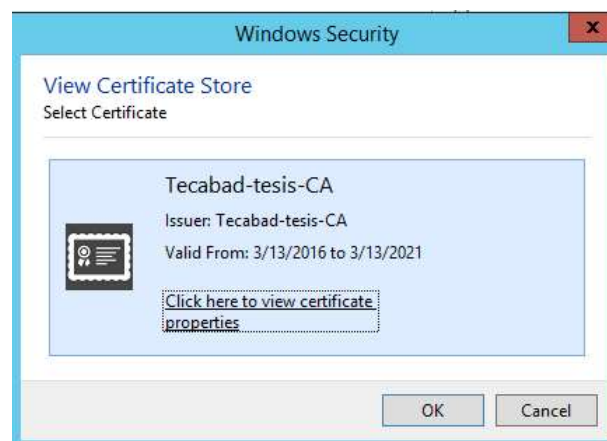 Windows Security
x
View Certificate Store
Select Certificate
Tecabad-tesis-CA
Issuer: Tecabad-tesis-CA
Valid From: 3/13/2016 to 3/13/2021
Click here to view certificate
properties
OK Cancel